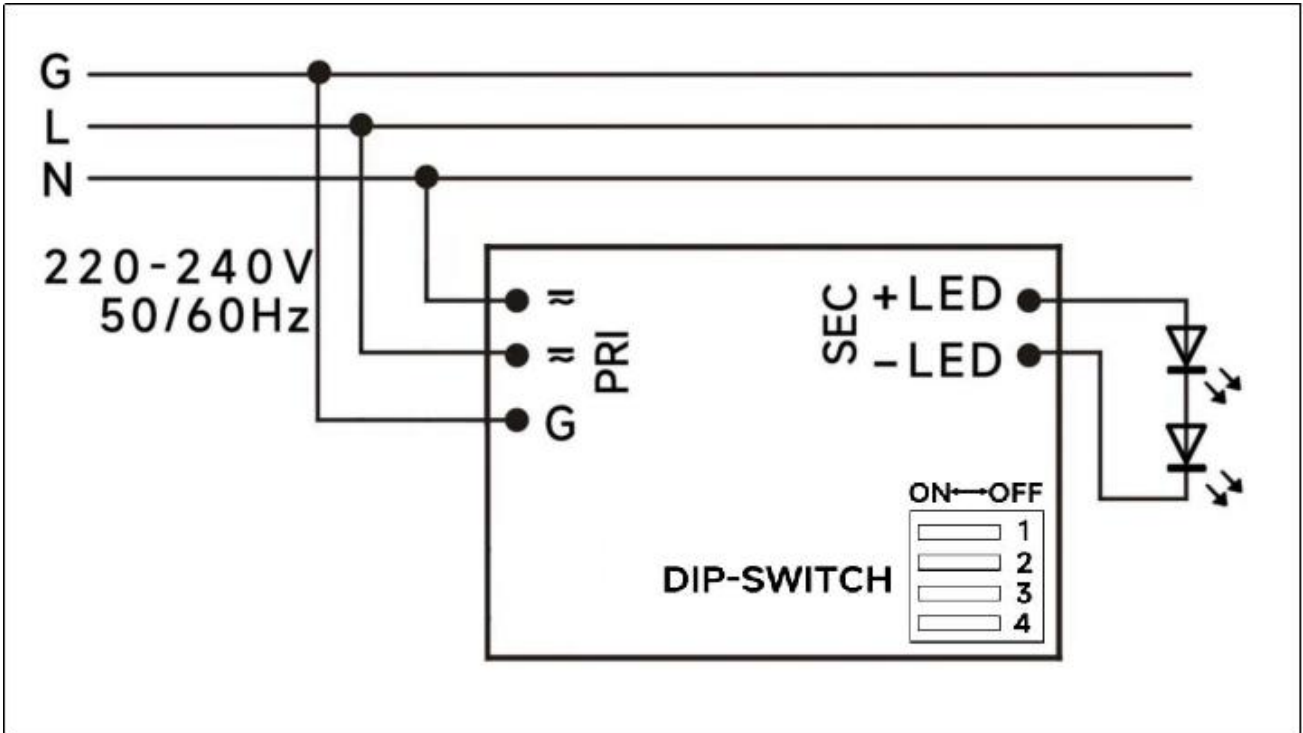 G
L
N
220-240V
50/60Hz
≂
≂
G
PRI
SEC
+LED
-LED
ON↔OFF
DIP-SWITCH
1
2
3
4